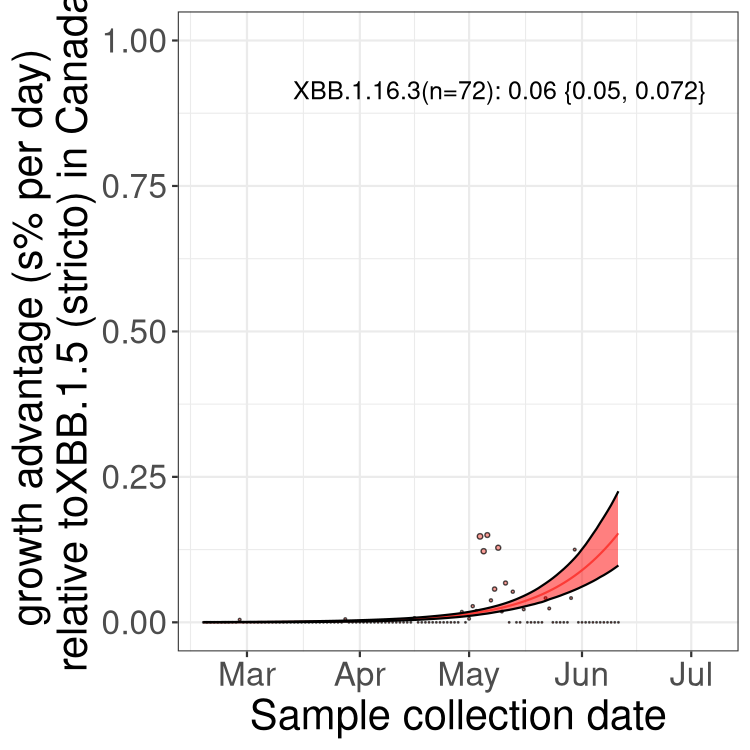 growth advantage (s% per day)
relative toXBB.1.5 (stricto) in Canada
1.00
0.75
0.50
0.25
0.00
XBB.1.16.3(n=72): 0.06 {0.05, 0.072}
Mar Apr May Jun Jul
Sample collection date